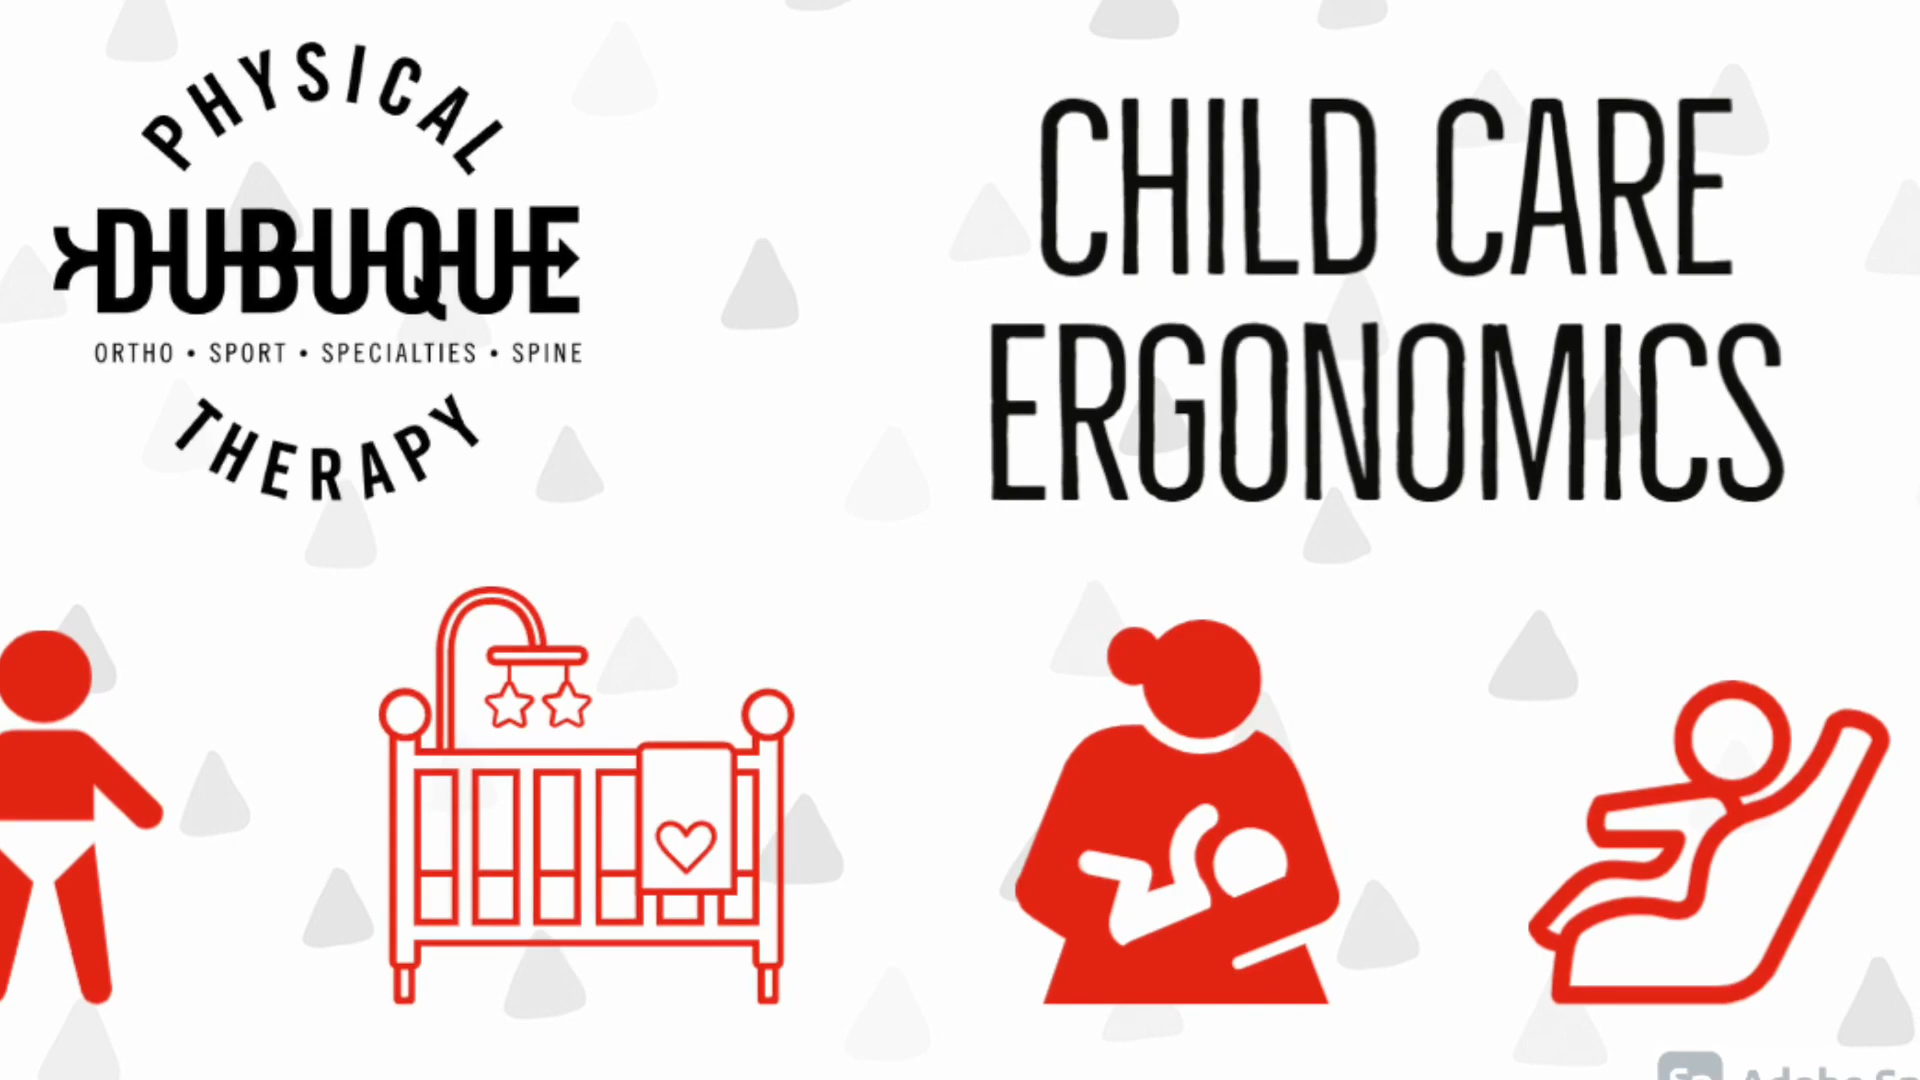 PHYSICAL
DUBUQUE
ORTHO • SPORT • SPECIALTIES • SPINE
THERAPY
CHILD CARE
ERGONOMICS